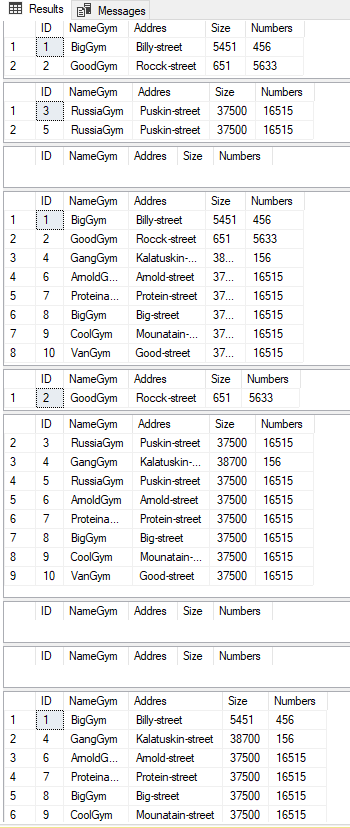 Results Messages
ID NameGym Addres Size Numbers
1 1 BigGym Billy-street 5451 456
2 2 GoodGym Rocck-street 651 5633
ID NameGym Addres Size Numbers
1 3 RussiaGym Puskin-street 37500 16515
2 5 RussiaGym Puskin-street 37500 16515
ID NameGym Addres Size Numbers
ID NameGym Addres Size Numbers
1 1 BigGym Billy-street 5451 456
2 2 GoodGym Rocck-street 651 5633
3 4 GangGym Kalatuskin-... 38... 156
4 6 ArnoldG... Arnold-street 37... 16515
5 7 Proteina... Protein-street 37... 16515
6 8 BigGym Big-street 37... 16515
7 9 CoolGym Mounatain-... 37... 16515
8 10 VanGym Good-street 37... 16515
ID NameGym Addres Size Numbers
1 2 GoodGym Rocck-street 651 5633
ID NameGym Addres Size Numbers
2 3 RussiaGym Puskin-street 37500 16515
3 4 GangGym Kalatuskin-... 38700 156
4 5 RussiaGym Puskin-street 37500 16515
5 6 ArnoldGym Arnold-street 37500 16515
6 7 Proteina... Protein-street 37500 16515
7 8 BigGym Big-street 37500 16515
8 9 CoolGym Mounatain-... 37500 16515
9 10 VanGym Good-street 37500 16515
ID NameGym Addres Size Numbers
ID NameGym Addres Size Numbers
ID NameGym Addres Size Numbers
1 1 BigGym Billy-street 5451 456
2 4 GangGym Kalatuskin-street 38700 156
3 6 ArnoldG... Arnold-street 37500 16515
4 7 Proteina... Protein-street 37500 16515
5 8 BigGym Big-street 37500 16515
6 9 CoolGym Mounatain-street 37500 16515